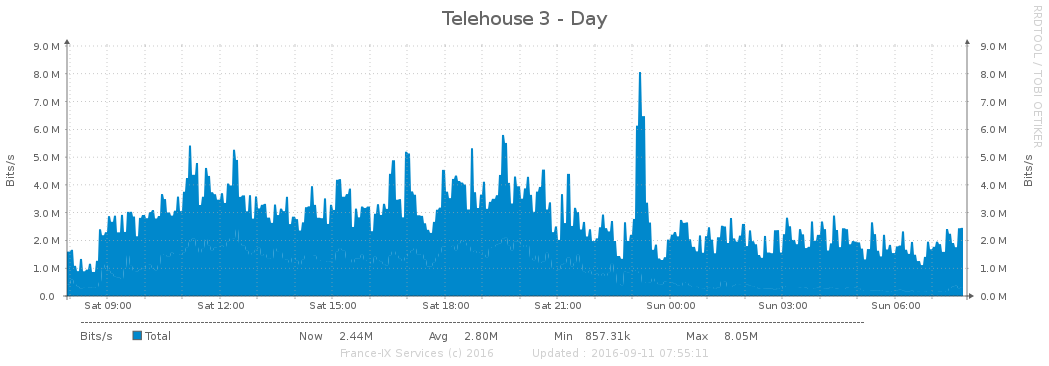 Telehouse 3 - Day
RRDTOOL / TOBI OETIKER
Bits/s
Bits/s
9.0 M 9.0 M
8.0 M 8.0 M
7.0 M 7.0 M
6.0 M 6.0 M
5.0 M 5.0 M
4.0 M 4.0 M
3.0 M 3.0 M
2.0 M 2.0 M
1.0 M 1.0 M
0.0 0.0 M
Sat 09:00 Sat 12:00 Sat 15:00 Sat 18:00 Sat 21:00 Sun 00:00 Sun 03:00 Sun 06:00
Bits/s Total Now 2.44M Avg 2.80M Min 857.31k Max 8.05M
France-IX Services (c) 2016 Updated : 2016-09-11 07:55:11